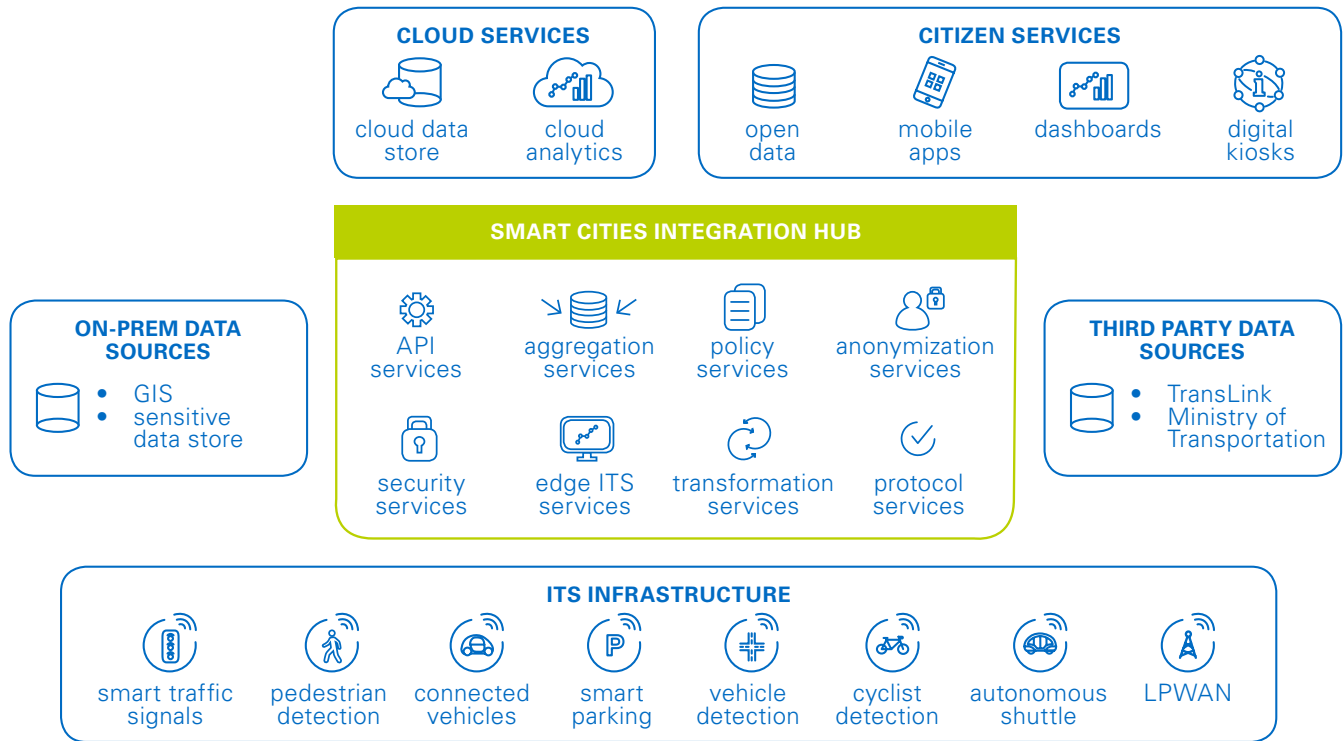 CLOUD SERVICES
cloud data
store
cloud
analytics
CITIZEN SERVICES
open
data
mobile
apps
dashboards
digital
kiosks
SMART CITIES INTEGRATION HUB
API
services
aggregation
services
policy
services
anonymization
services
security
services
edge ITS
services
transformation
services
protocol
services
ON-PREM DATA
SOURCES
• GIS
• sensitive
data store
THIRD PARTY DATA
SOURCES
• TransLink
• Ministry of
Transportation
ITS INFRASTRUCTURE
smart traffic
signals
pedestrian
detection
connected
vehicles
P
smart
parking
vehicle
detection
cyclist
detection
autonomous
shuttle
LPWAN